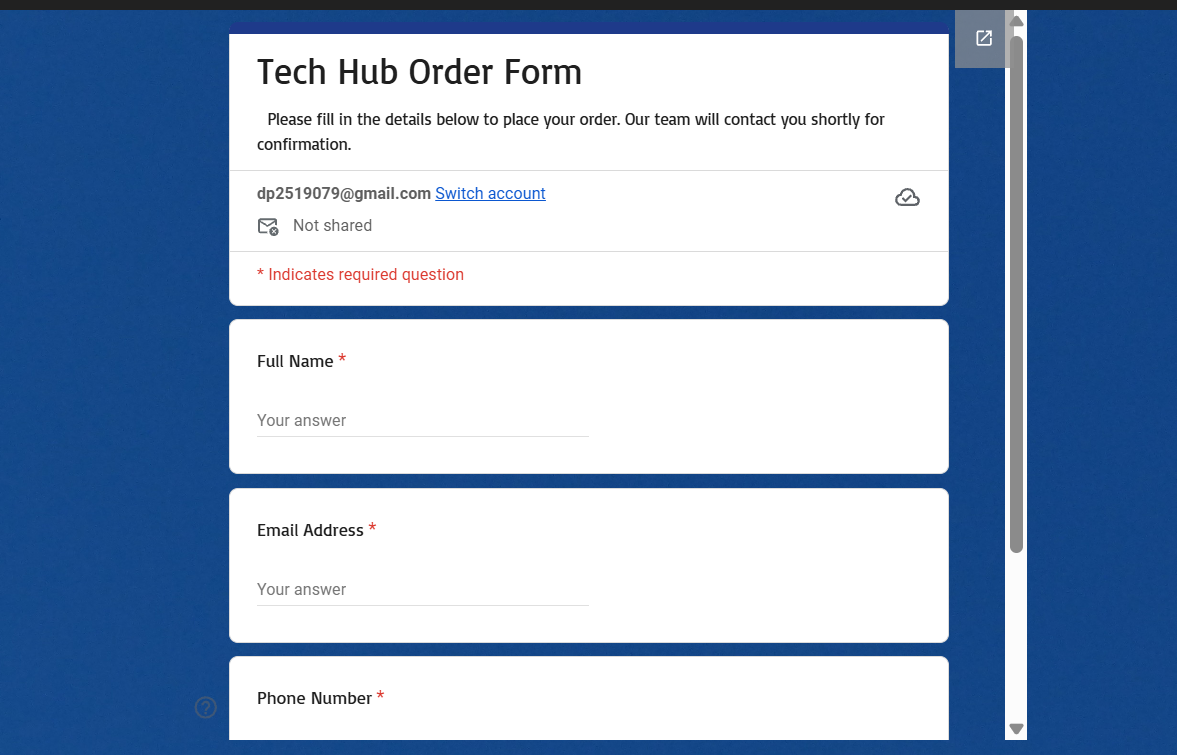 Tech Hub Order Form
Please fill in the details below to place your order. Our team will contact you shortly for
confirmation.
dp2519079@gmail.com Switch account
Not shared
* Indicates required question
Full Name *
Your answer
Email Address *
Your answer
Phone Number *